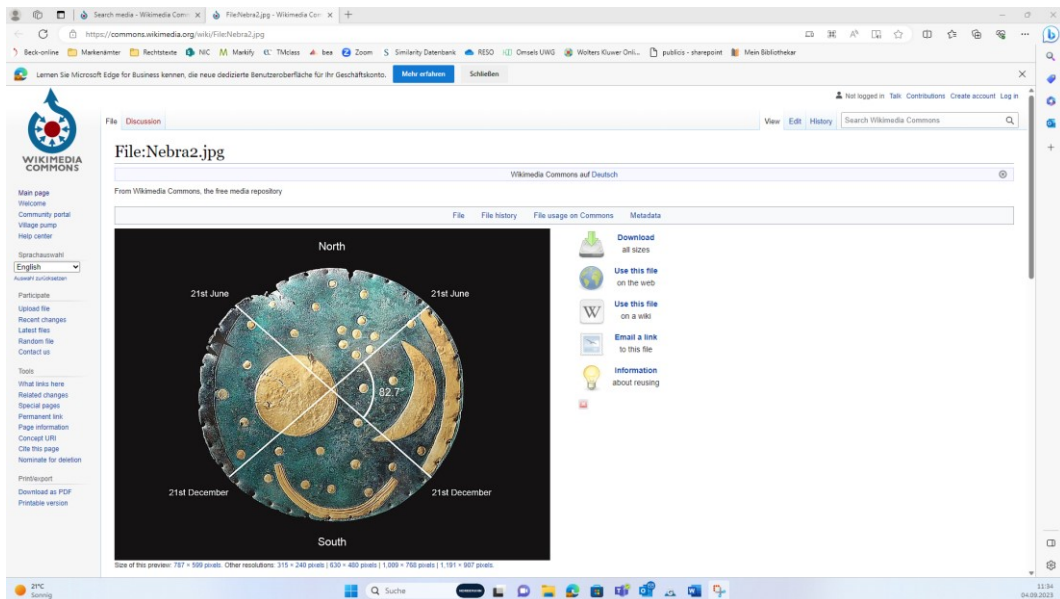 Search media - Wikimedia Com
File:Nebra2.jpg - Wikimedia Com
https://commons.wikimedia.org/wiki/File:Nebra2.jpg
Beck-online
Markenämter
Rechtstexte
NIC
Markify
TMclass
bea
Zoom
Similarity Datenbank
RESO
Omsels UWG
Wolters Kluwer Onli...
publicis - sharepoint
Mein Bibliothekar
Lernen Sie Microsoft Edge for Business kennen, die neue dedizierte Benutzeroberfläche für Ihr Geschäftskonto.
Mehr erfahren
Schließen
Not logged in Talk Contributions Create account Log in
File Discussion
View Edit History Search Wikimedia Commons
WIKIMEDIA
COMMONS
Main page
Welcome
Community portal
Village pump
Help center
Sprachauswahl
English
Auswahl zurücksetzen
Participate
Upload file
Recent changes
Latest files
Random file
Contact us
Tools
What links here
Related changes
Special pages
Permanent link
Page information
Concept URI
Cite this page
Nominate for deletion
Print/export
Download as PDF
Printable version
File:Nebra2.jpg
Wikimedia Commons auf Deutsch
From Wikimedia Commons, the free media repository
File File history File usage on Commons Metadata
North
21st June
21st June
82.7°
21st December
21st December
South
Download
all sizes
Use this file
on the web
W
Use this file
on a wiki
Email a link
to this file
Information
about reusing
Size of this preview: 787 × 599 pixels. Other resolutions: 315 × 240 pixels | 630 × 480 pixels | 1,009 × 768 pixels | 1,191 × 907 pixels.
21°C
Sonnig
Suche
11:34
04.09.2023